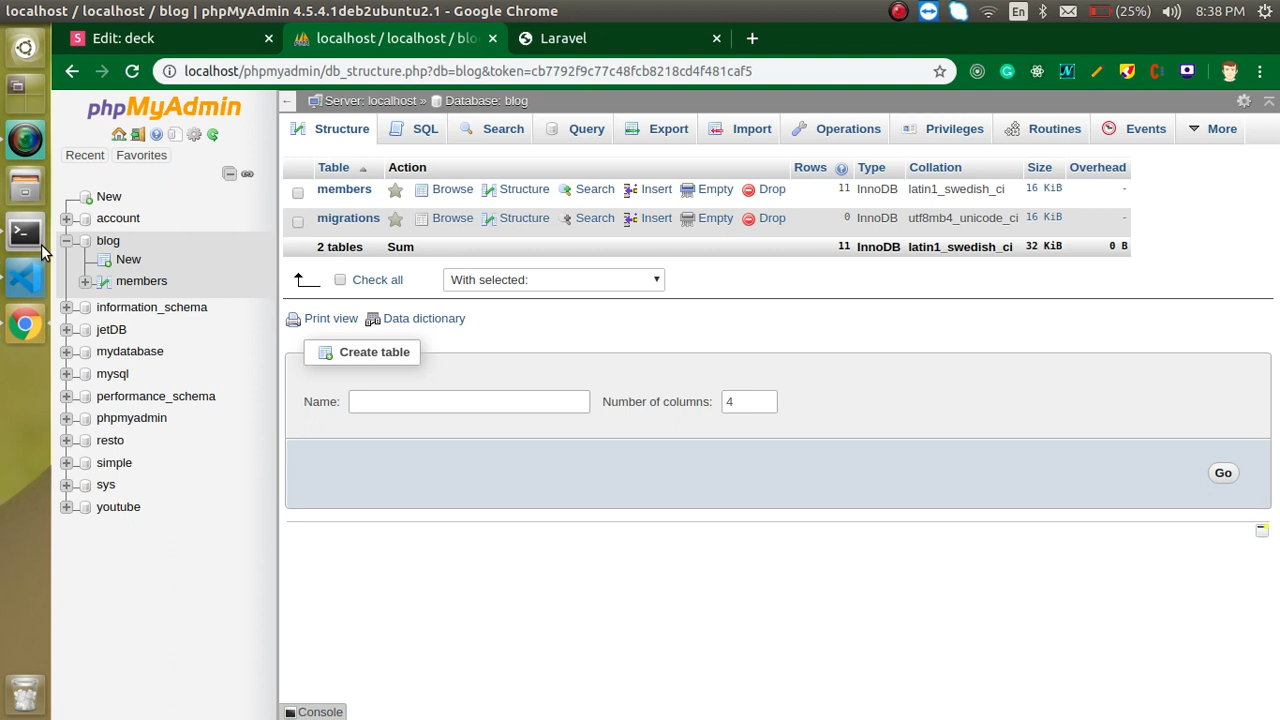 localhost / localhost / blog | phpMyAdmin 4.5.4.1deb2ubuntu2.1 - Google Chrome
En
(25%)
8:38 PM
Edit: deck
localhost / localhost / blo
Laravel
localhost/phpmyadmin/db_structure.php?db=blog&token=cb7792f9c77c48fcb8218cd4f481caf5
phpMyAdmin
Recent
Favorites
New
account
blog
New
members
information_schema
jetDB
mydatabase
mysql
performance_schema
phpmyadmin
resto
simple
sys
youtube
Server: localhost » Database: blog
Structure SQL Search Query Export Import Operations Privileges Routines Events More
Table Action Rows Type Collation Size Overhead
members Browse Structure Search Insert Empty Drop 11 InnoDB latin1_swedish_ci 16 KiB -
migrations Browse Structure Search Insert Empty Drop 0 InnoDB utf8mb4_unicode_ci 16 KiB -
2 tables Sum 11 InnoDB latin1_swedish_ci 32 KiB 0 B
Check all With selected:
Print view Data dictionary
Create table
Name: Number of columns: 4
Go
Console